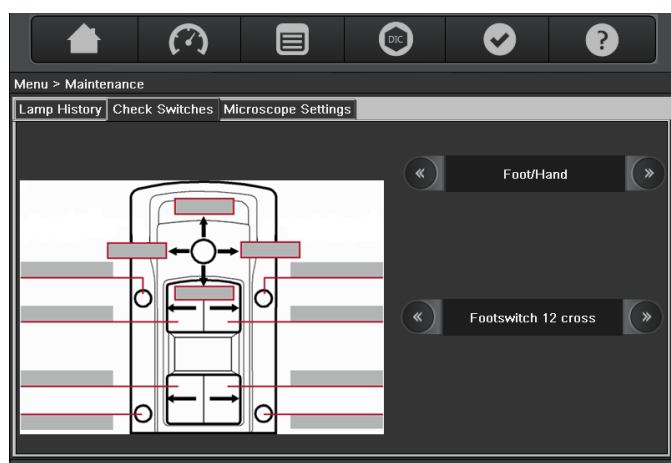 DIC
?
Menu > Maintenance
Lamp History Check Switches Microscope Settings
« Foot/Hand »
« Footswitch 12 cross »